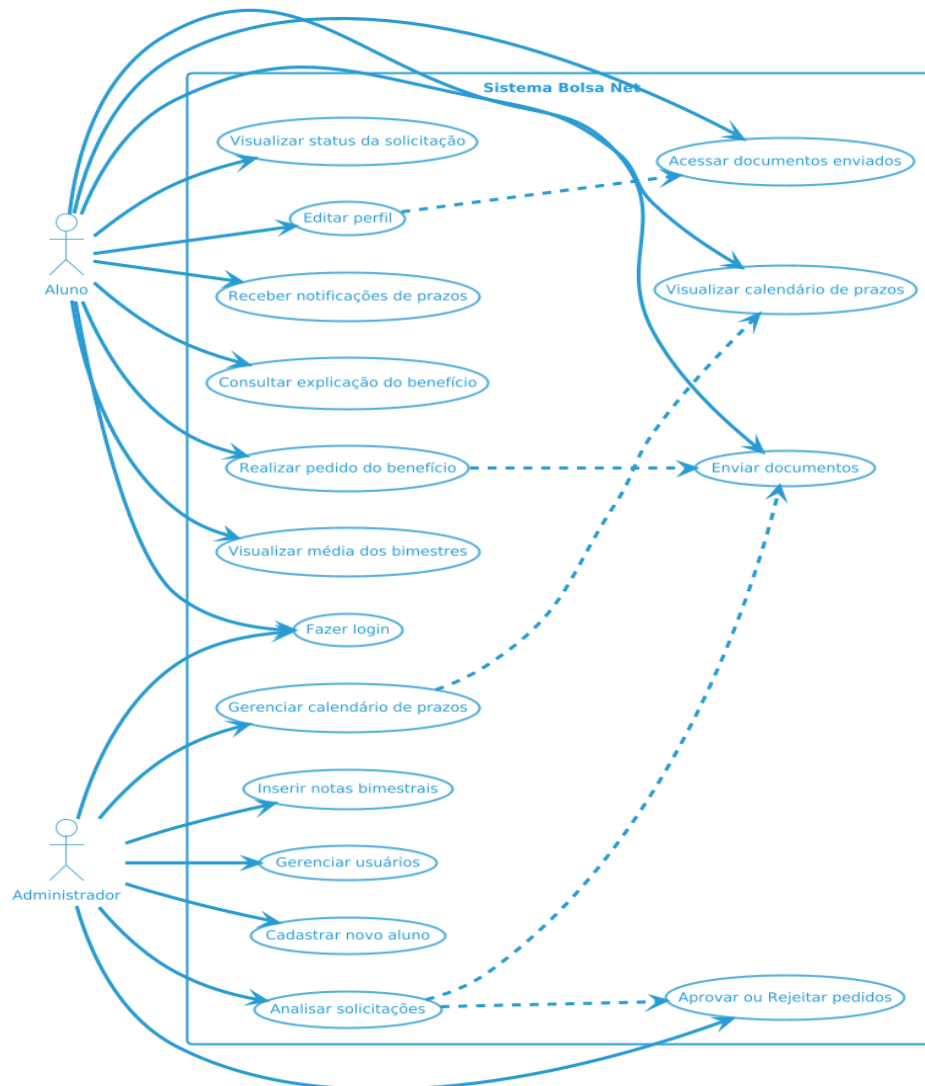 Sistema Bolsa Net
Visualizar status da solicitação
Acessar documentos enviados
Editar perfil
Aluno
Receber notificações de prazos
Visualizar calendário de prazos
Consultar explicação do benefício
Realizar pedido do benefício
Enviar documentos
Visualizar média dos bimestres
Fazer login
Gerenciar calendário de prazos
Inserir notas bimestrais
Gerenciar usuários
Administrador
Cadastrar novo aluno
Analisar solicitações
Aprovar ou Rejeitar pedidos